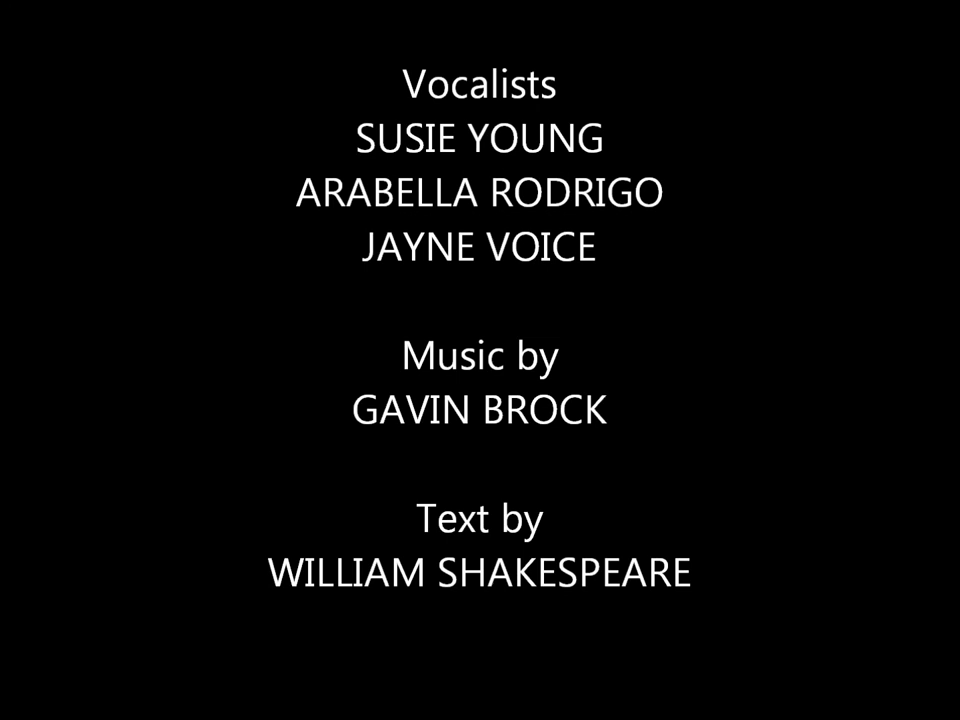 Vocalists
SUSIE YOUNG
ARABELLA RODRIGO
JAYNE VOICE
Music by
GAVIN BROCK
Text by
WILLIAM SHAKESPEARE